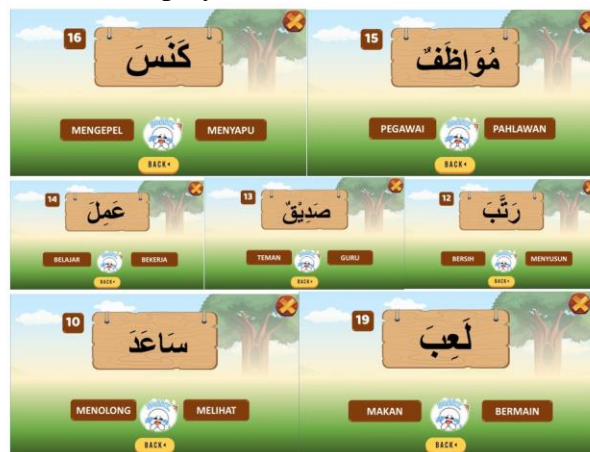 16
كَنَسَ
MENGEPEL
MENYAPU
BACK
15
مُوَاظَفٌ
PEGAWAI
PAHLAWAN
BACK
14
عَمِلَ
BELAJAR
BEKERJA
BACK
13
صَدِيْقٌ
TEMAN
GURU
BACK
12
رَتَّبَ
BERSIH
MENYUSUN
BACK
10
سَاعَدَ
MENOLONG
MELIHAT
BACK
19
لَعِبَ
MAKAN
BERMAIN
BACK